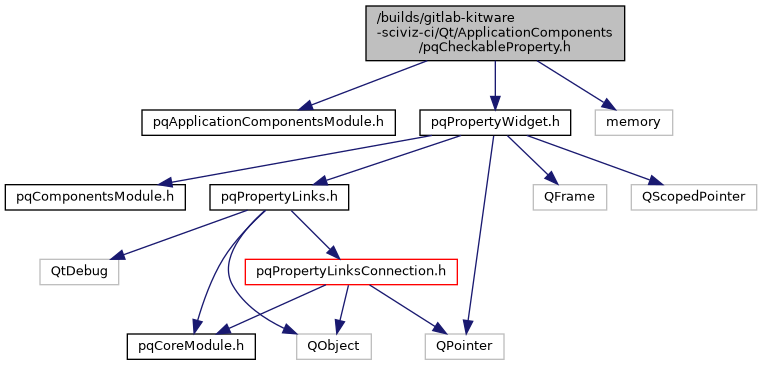 /builds/gitlab-kitware
-sciviz-ci/Qt/ApplicationComponents
/pqCheckableProperty.h
pqApplicationComponentsModule.h
pqPropertyWidget.h
memory
pqComponentsModule.h
pqPropertyLinks.h
QFrame
QScopedPointer
QtDebug
pqPropertyLinksConnection.h
pqCoreModule.h
QObject
QPointer